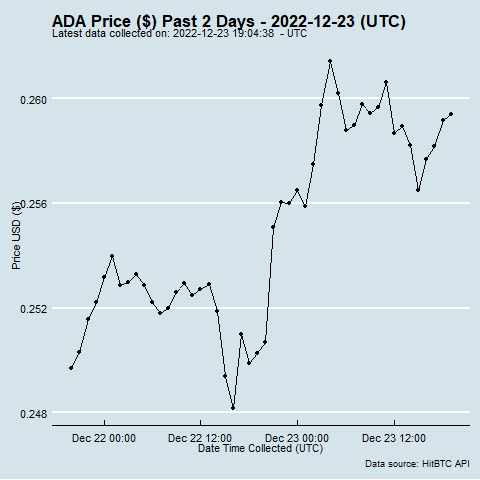 ADA Price ($) Past 2 Days - 2022-12-23 (UTC)
Latest data collected on: 2022-12-23 19:04:38 - UTC
0.260
0.256
0.252
0.248
Price USD ($)
Dec 22 00:00 Dec 22 12:00 Dec 23 00:00 Dec 23 12:00
Date Time Collected (UTC)
Data source: HitBTC API